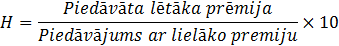 H = Piedāvāta lētāka prēmija / Piedāvājums ar lielāko premiju × 10